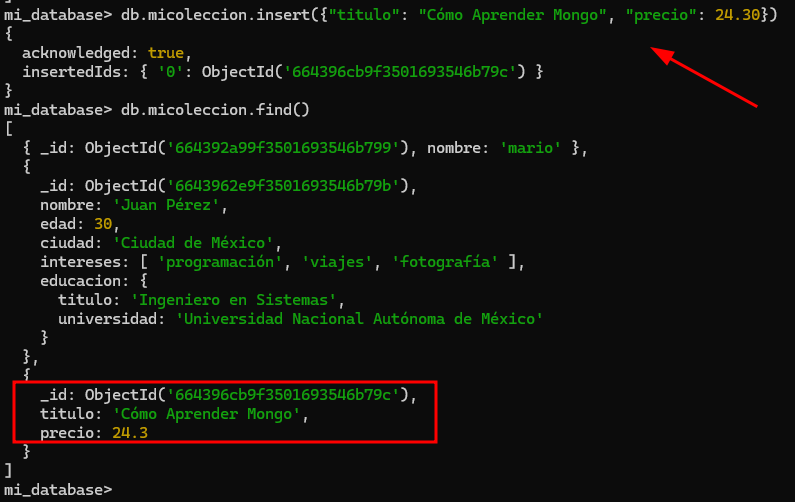 mi_database> db.micoleccion.insert({"titulo": "Cómo Aprender Mongo", "precio": 24.30})
{
  acknowledged: true,
  insertedIds: { '0': ObjectId('664396cb9f3501693546b79c') }
}
mi_database> db.micoleccion.find()
[
  { _id: ObjectId('664392a99f3501693546b799'), nombre: 'mario' },
  {
    _id: ObjectId('6643962e9f3501693546b79b'),
    nombre: 'Juan Pérez',
    edad: 30,
    ciudad: 'Ciudad de México',
    intereses: [ 'programación', 'viajes', 'fotografía' ],
    educacion: {
      titulo: 'Ingeniero en Sistemas',
      universidad: 'Universidad Nacional Autónoma de México'
    }
  },
  {
    _id: ObjectId('664396cb9f3501693546b79c'),
    titulo: 'Cómo Aprender Mongo',
    precio: 24.3
  }
]
mi_database>